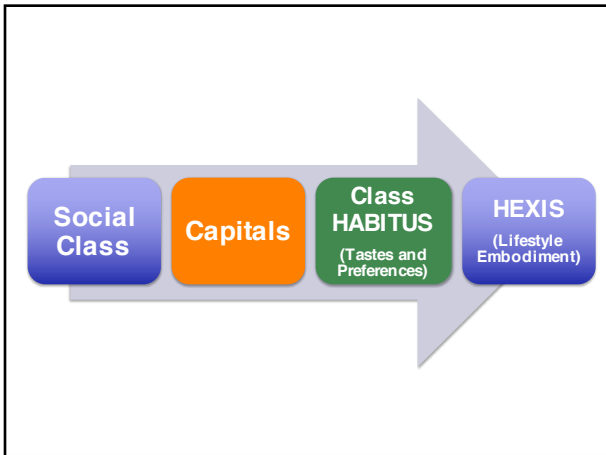 Social
Class
Capitals
Class
HABITUS
(Tastes and
Preferences)
HEXIS
(Lifestyle
Embodiment)